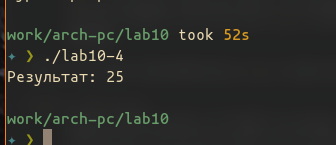 work/arch-pc/lab10 took 52s
✦ ❯ ./lab10-4
Результат: 25
work/arch-pc/lab10
✦ ❯